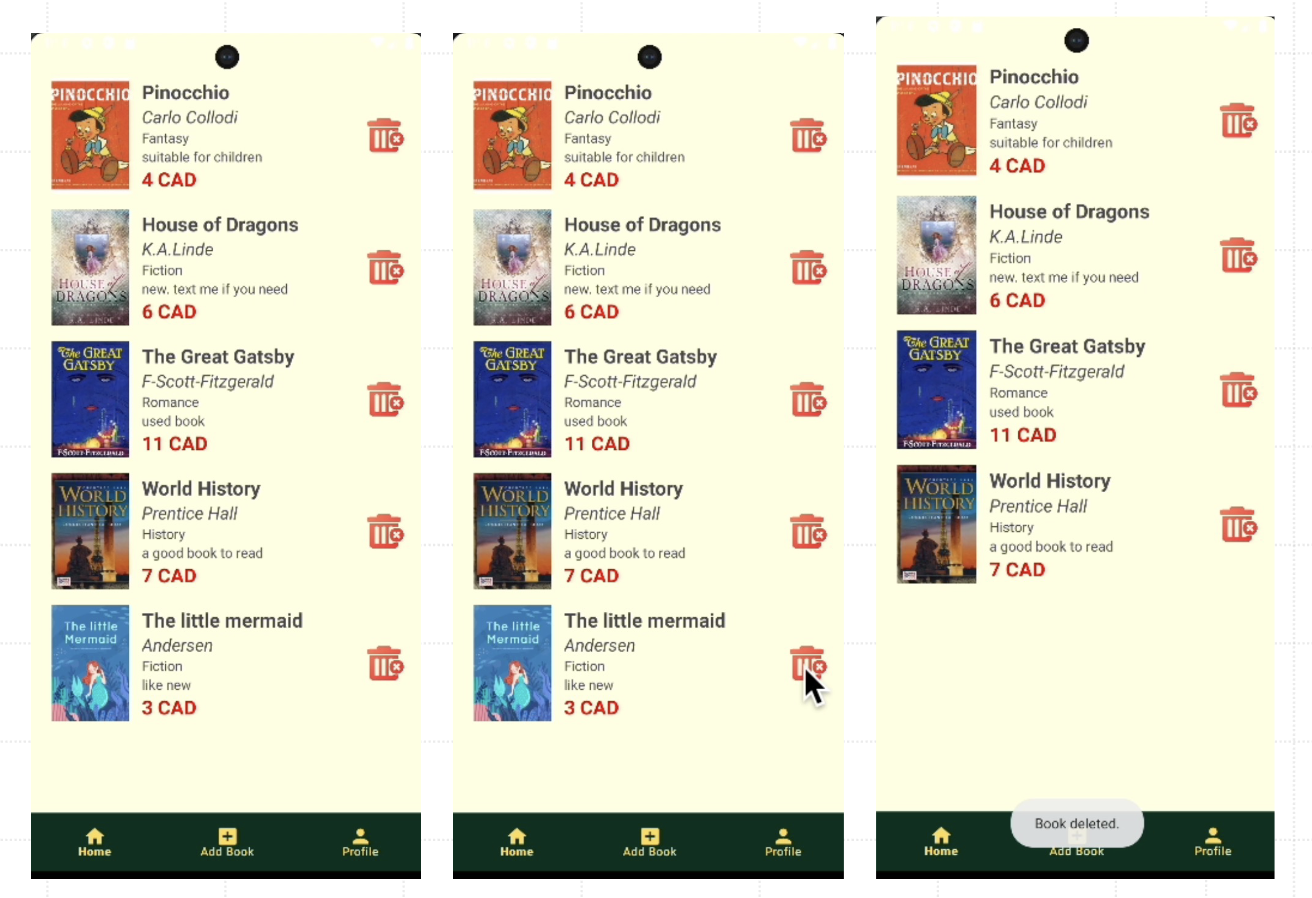 PINOCCHIO
Pinocchio
Carlo Collodi
Fantasy
suitable for children
4 CAD
HOUSE of
DRAGONS
K. A. LINDE
House of Dragons
K.A.Linde
Fiction
new. text me if you need
6 CAD
The GREAT
GATSBY
F-SCOTT-FITZGERALD
The Great Gatsby
F-Scott-Fitzgerald
Romance
used book
11 CAD
WORLD
HISTORY
World History
Prentice Hall
History
a good book to read
7 CAD
The little
Mermaid
The little mermaid
Andersen
Fiction
like new
3 CAD
Home
Add Book
Profile
PINOCCHIO
Pinocchio
Carlo Collodi
Fantasy
suitable for children
4 CAD
HOUSE of
DRAGONS
K. A. LINDE
House of Dragons
K.A.Linde
Fiction
new. text me if you need
6 CAD
The GREAT
GATSBY
F-SCOTT-FITZGERALD
The Great Gatsby
F-Scott-Fitzgerald
Romance
used book
11 CAD
WORLD
HISTORY
World History
Prentice Hall
History
a good book to read
7 CAD
The little
Mermaid
The little mermaid
Andersen
Fiction
like new
3 CAD
Home
Add Book
Profile
PINOCCHIO
Pinocchio
Carlo Collodi
Fantasy
suitable for children
4 CAD
HOUSE of
DRAGONS
K. A. LINDE
House of Dragons
K.A.Linde
Fiction
new. text me if you need
6 CAD
The GREAT
GATSBY
F-SCOTT-FITZGERALD
The Great Gatsby
F-Scott-Fitzgerald
Romance
used book
11 CAD
WORLD
HISTORY
World History
Prentice Hall
History
a good book to read
7 CAD
Book deleted.
Home
Add Book
Profile